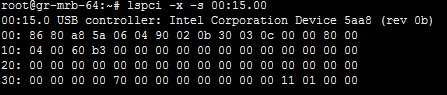 root@gr-mrb-64:~# lspci -x -s 00:15.00
00:15.0 USB controller: Intel Corporation Device 5aa8 (rev 0b)
00: 86 80 a8 5a 06 04 90 02 0b 30 03 0c 00 00 80 00
10: 04 00 60 b3 00 00 00 00 00 00 00 00 00 00 00 00
20: 00 00 00 00 00 00 00 00 00 00 00 00 00 00 00 00
30: 00 00 00 00 70 00 00 00 00 00 00 00 11 01 00 00